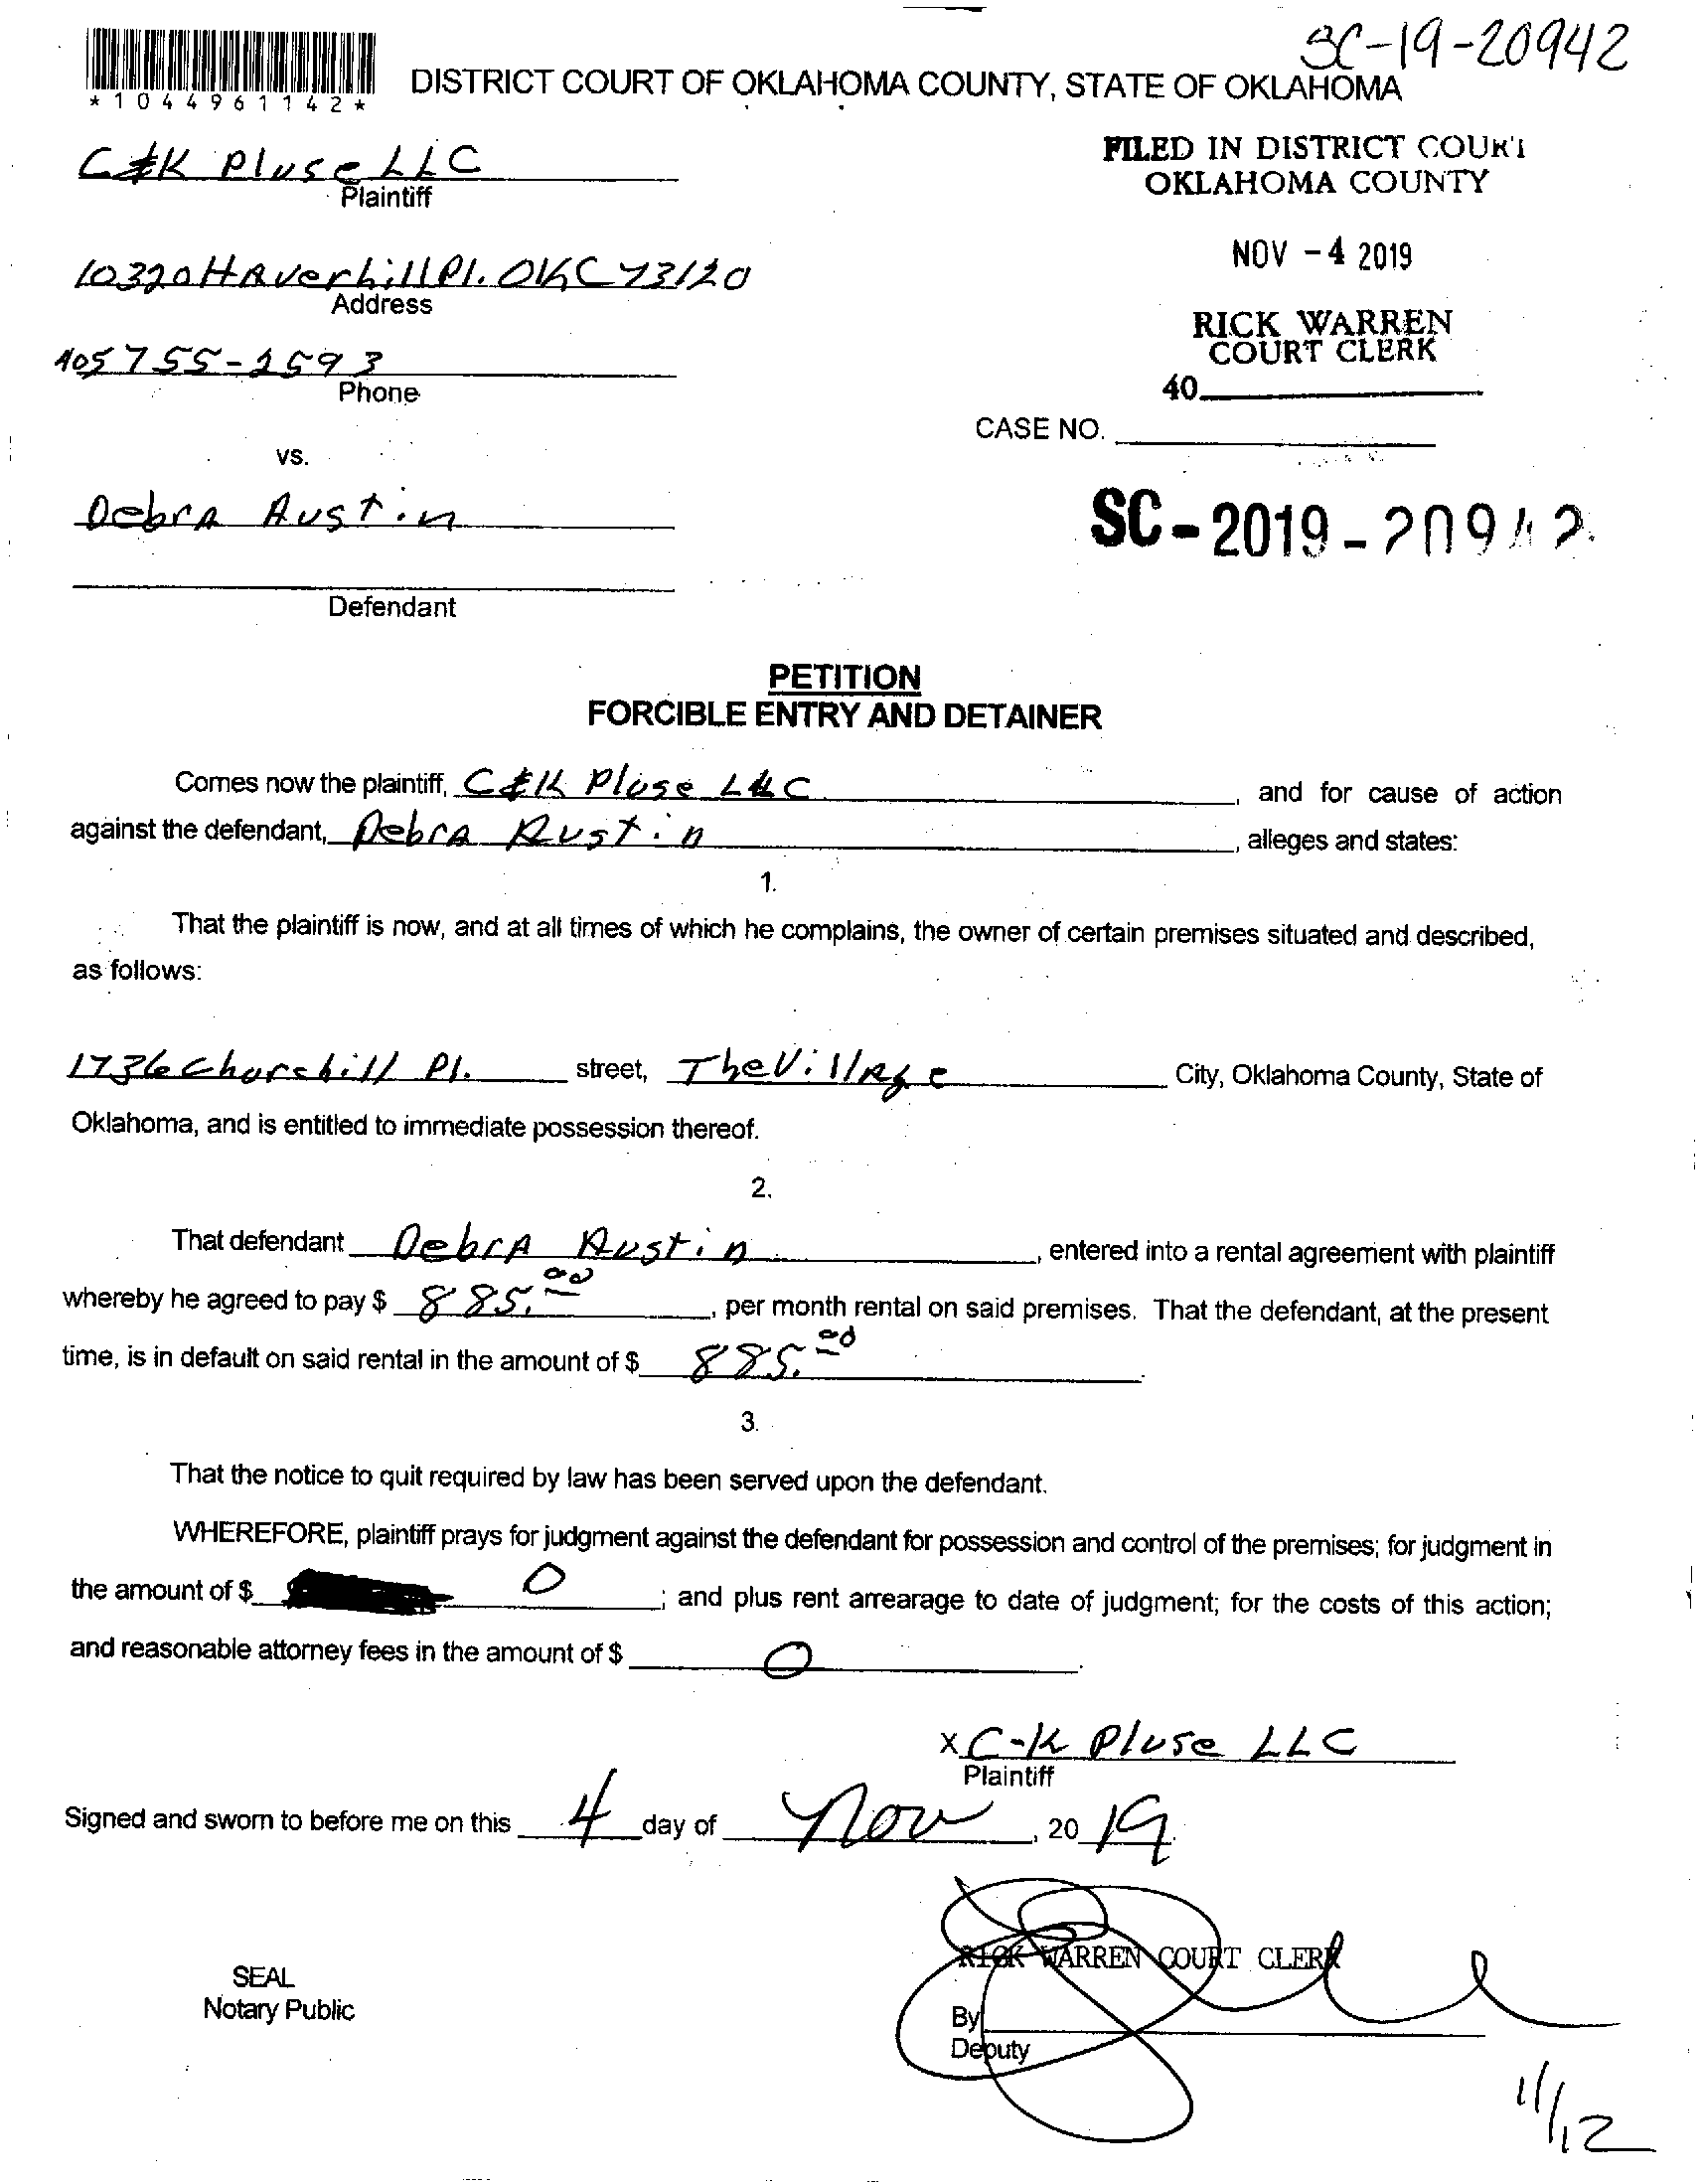 SC-19-20942
*1044961142*
DISTRICT COURT OF OKLAHOMA COUNTY, STATE OF OKLAHOMA
C&K Pluse LLC
Plaintiff
FILED IN DISTRICT COURT
OKLAHOMA COUNTY
NOV -4 2019
10320 Haverhill Pl. OKC 73120
Address
RICK WARREN
COURT CLERK
40
405 755-2593
Phone
CASE NO.
vs.
SC-2019-20942
Debra Austin
Defendant
PETITION
FORCIBLE ENTRY AND DETAINER
Comes now the plaintiff, C&K Pluse LLC, and for cause of action
against the defendant, Debra Austin, alleges and states:
1.
That the plaintiff is now, and at all times of which he complains, the owner of certain premises situated and described,
as follows:
1736 Churchill Pl. street, The Village City, Oklahoma County, State of
Oklahoma, and is entitled to immediate possession thereof.
2.
That defendant Debra Austin, entered into a rental agreement with plaintiff
whereby he agreed to pay $ 885.00, per month rental on said premises. That the defendant, at the present
time, is in default on said rental in the amount of $ 885.00.
3.
That the notice to quit required by law has been served upon the defendant.
WHEREFORE, plaintiff prays for judgment against the defendant for possession and control of the premises; for judgment in
the amount of $ 0; and plus rent arrearage to date of judgment; for the costs of this action;
and reasonable attorney fees in the amount of $ 0.
X C-K Pluse LLC
Plaintiff
Signed and sworn to before me on this 4 day of Nov, 20 19.
RICK WARREN COURT CLERK
SEAL
Notary Public
By
Deputy
11/12